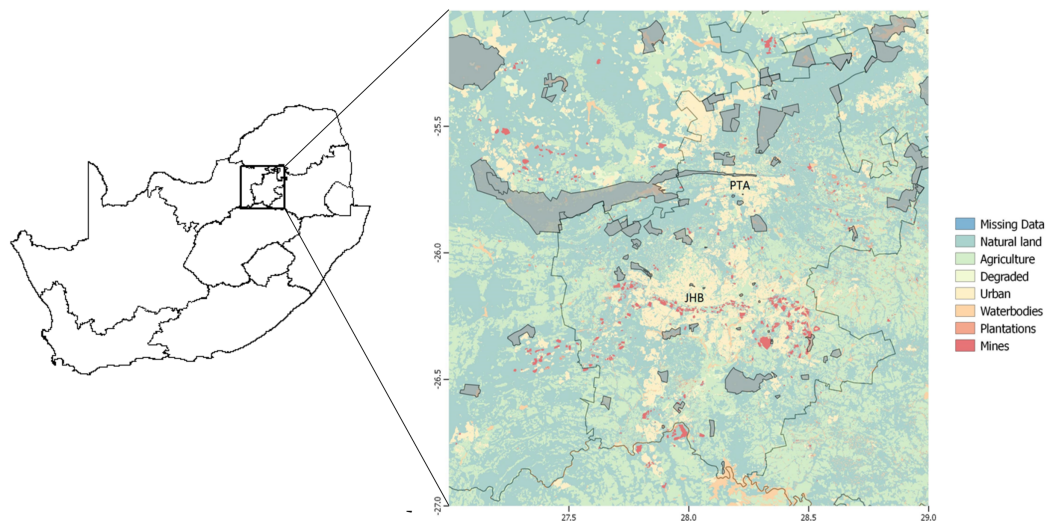 -25.5
-26.0
-26.5
-27.0
27.5
28.0
28.5
29.0
PTA
JHB
Missing Data
Natural land
Agriculture
Degraded
Urban
Waterbodies
Plantations
Mines